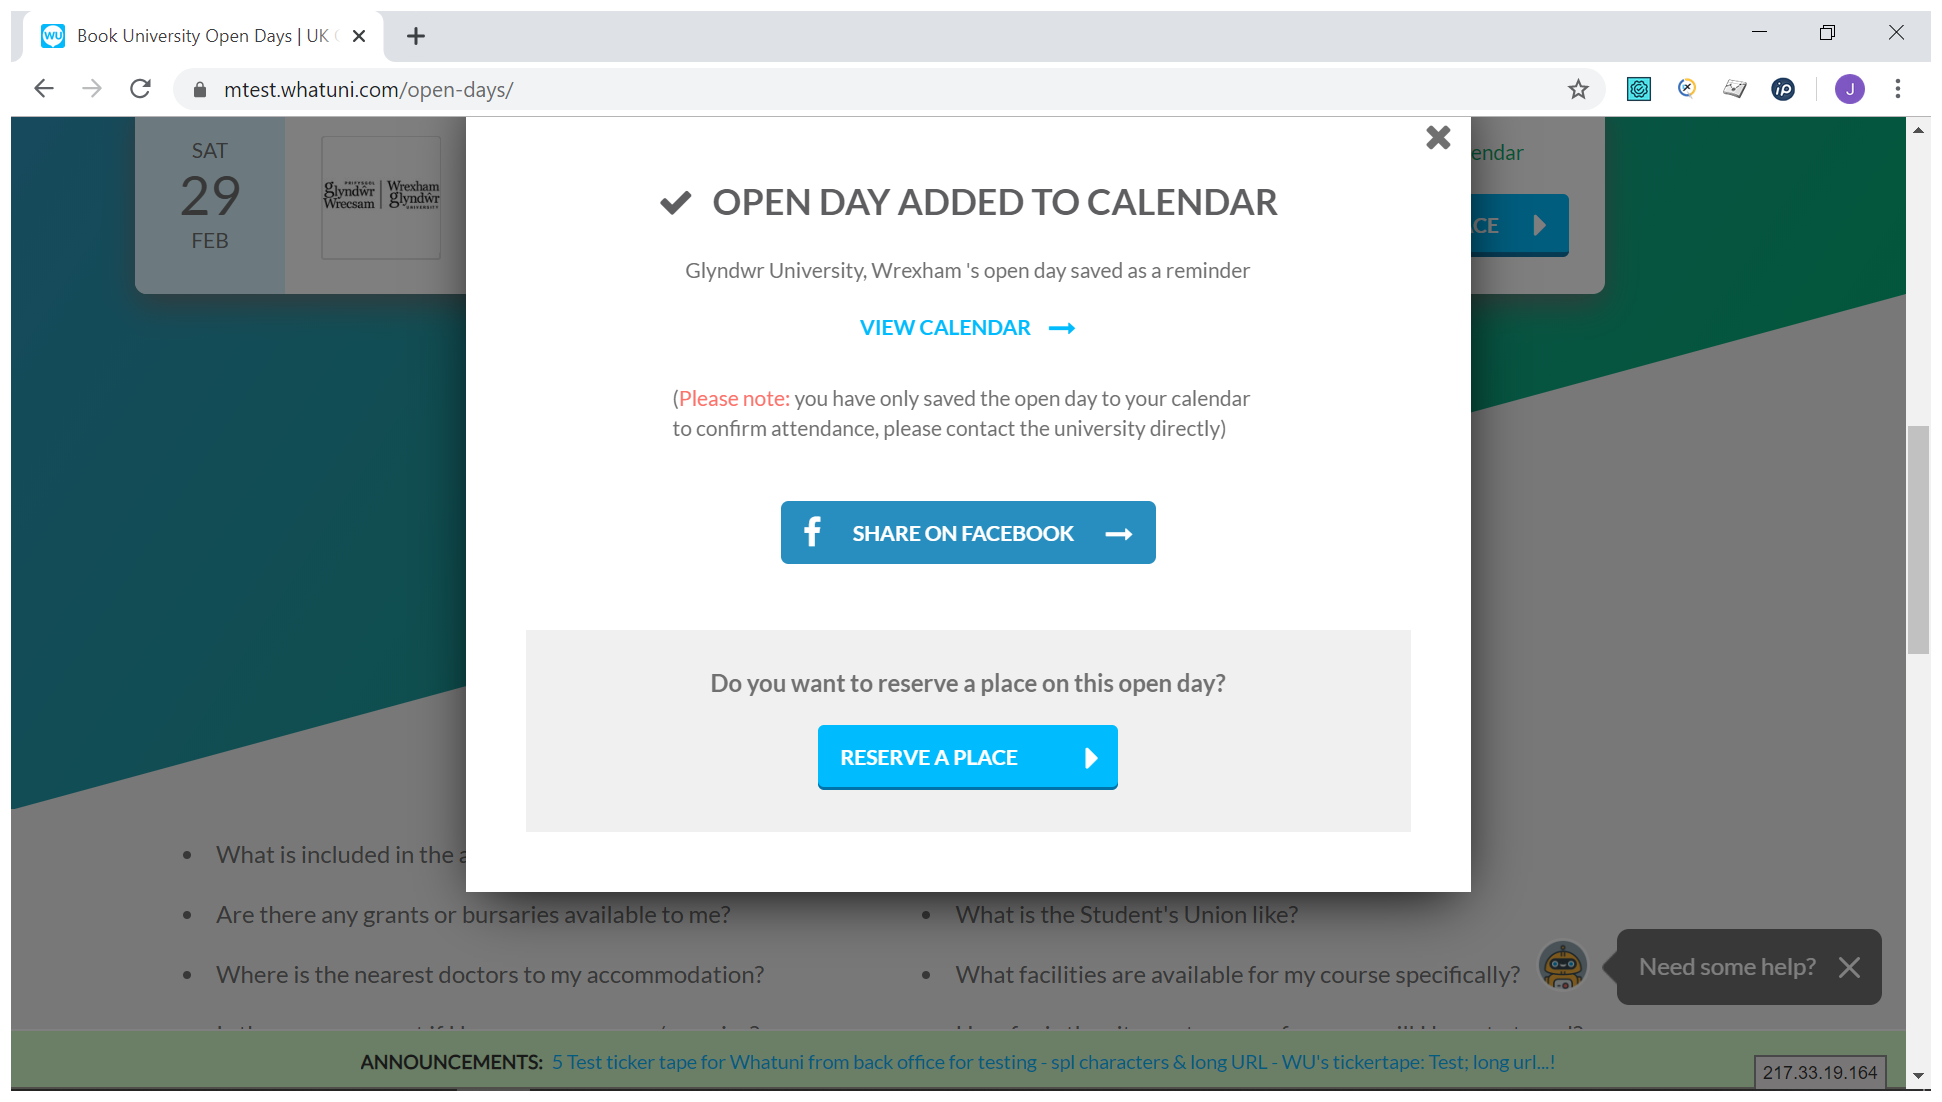 Book University Open Days | UK
mtest.whatuni.com/open-days/
J
SAT
29
FEB
PRIFYSGOL
glyndŵr
Wrecsam
Wrexham
glyndŵr
UNIVERSITY
endar
CE
OPEN DAY ADDED TO CALENDAR
Glyndwr University, Wrexham 's open day saved as a reminder
VIEW CALENDAR
(Please note: you have only saved the open day to your calendar
to confirm attendance, please contact the university directly)
SHARE ON FACEBOOK
Do you want to reserve a place on this open day?
RESERVE A PLACE
• What is included in the a
• Are there any grants or bursaries available to me?
• What is the Student's Union like?
• Where is the nearest doctors to my accommodation?
• What facilities are available for my course specifically?
Need some help?
ANNOUNCEMENTS: 5 Test ticker tape for Whatuni from back office for testing - spl characters & long URL - WU's tickertape: Test; long url...!
217.33.19.164